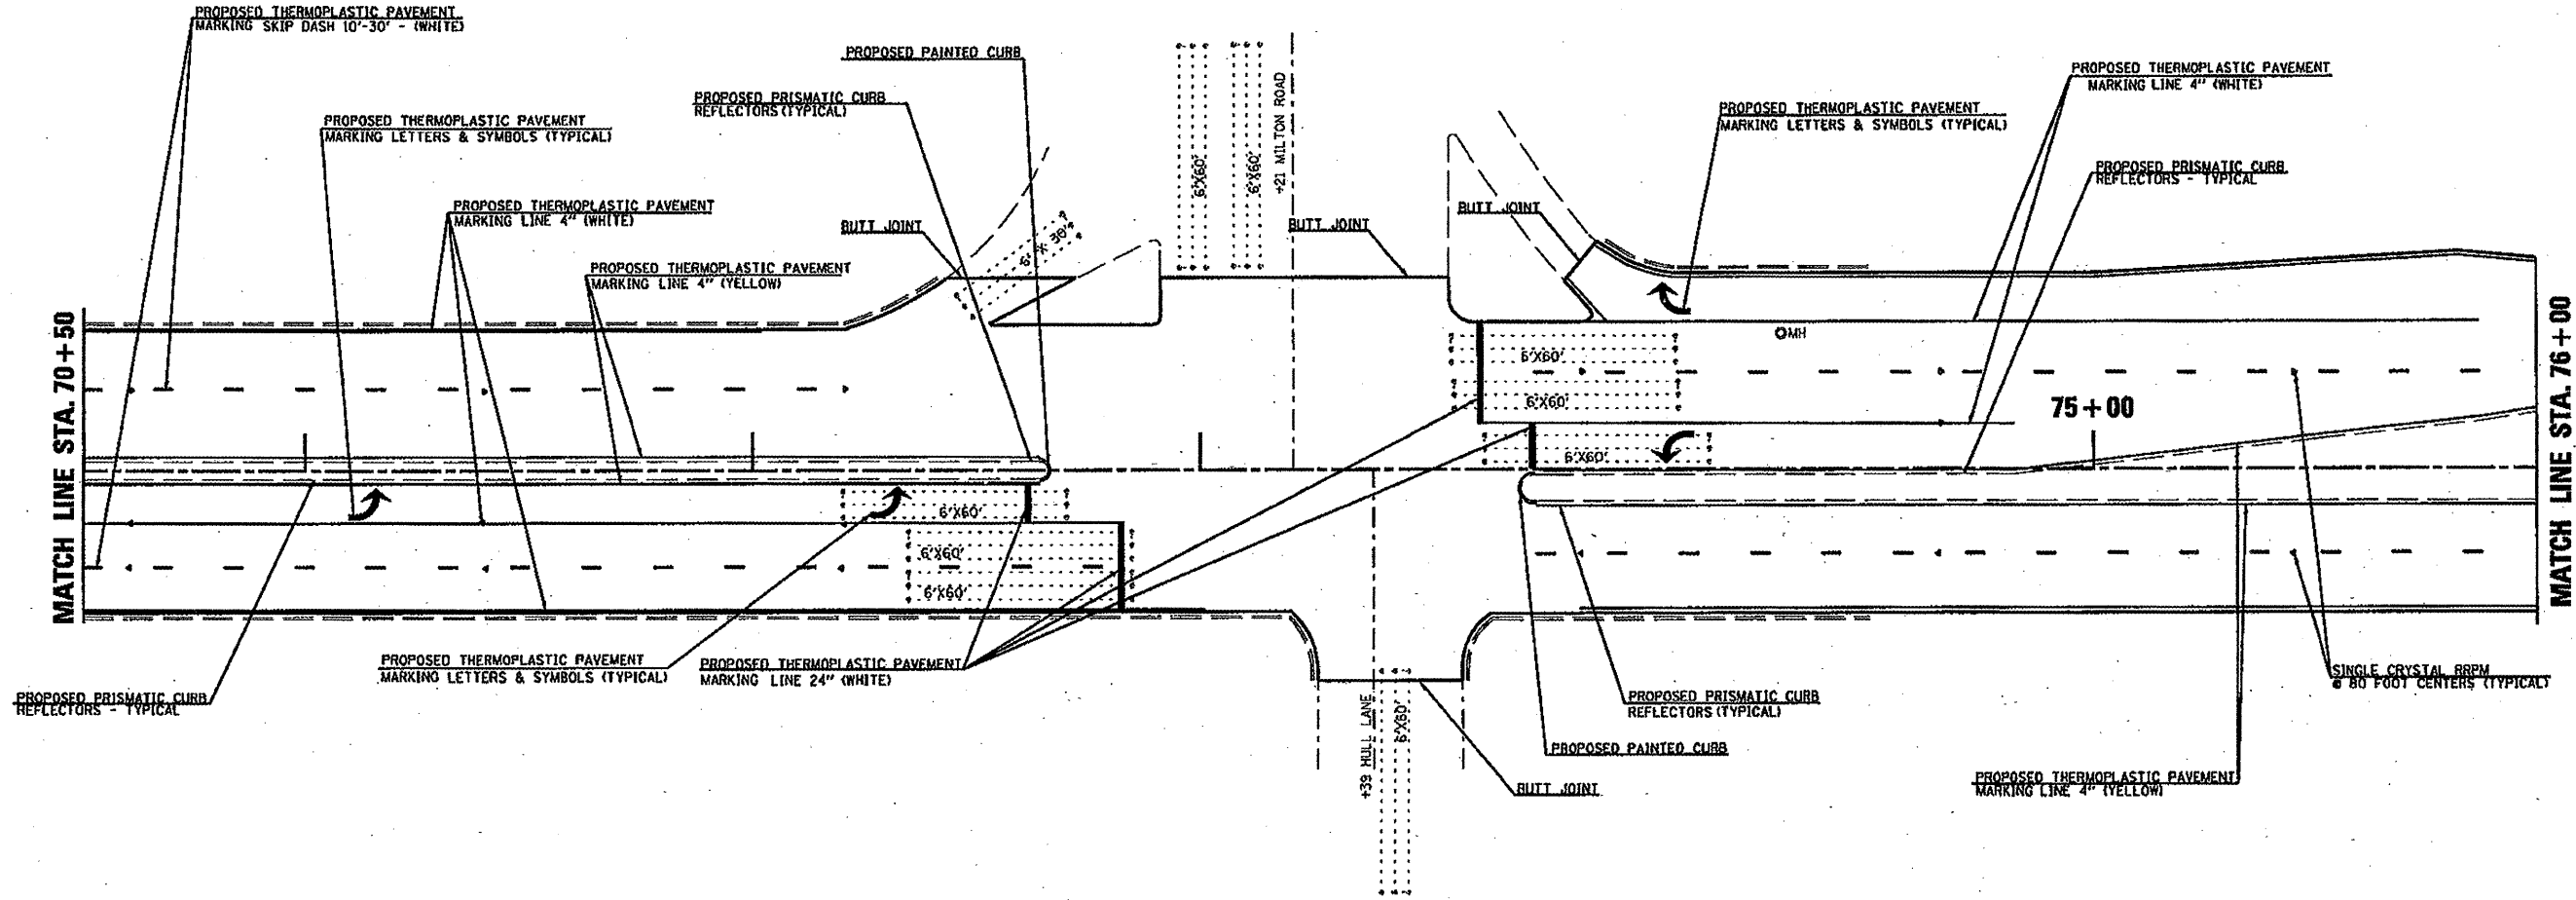 PROPOSED THERMOPLASTIC PAVEMENT
MARKING SKIP DASH 10'-30' - (WHITE)
PROPOSED PAINTED CURB
PROPOSED PRISMATIC CURB
REFLECTORS (TYPICAL)
PROPOSED THERMOPLASTIC PAVEMENT
MARKING LETTERS & SYMBOLS (TYPICAL)
PROPOSED THERMOPLASTIC PAVEMENT
MARKING LINE 4" (WHITE)
BUTT JOINT
PROPOSED THERMOPLASTIC PAVEMENT
MARKING LINE 4" (YELLOW)
6' X 30'
6'X60'
6'X60'
+21 MILTON ROAD
BUTT JOINT
BUTT JOINT
PROPOSED THERMOPLASTIC PAVEMENT
MARKING LETTERS & SYMBOLS (TYPICAL)
PROPOSED THERMOPLASTIC PAVEMENT
MARKING LINE 4" (WHITE)
PROPOSED PRISMATIC CURB
REFLECTORS - TYPICAL
MATCH LINE STA. 70+50
MATCH LINE STA. 76+00
MH
6'X60'
6'X60'
75+00
6'X60'
6'X60'
6'X60'
6'X60'
PROPOSED PRISMATIC CURB
REFLECTORS - TYPICAL
PROPOSED THERMOPLASTIC PAVEMENT
MARKING LETTERS & SYMBOLS (TYPICAL)
PROPOSED THERMOPLASTIC PAVEMENT
MARKING LINE 24" (WHITE)
+39 HULL LANE
6'X60'
PROPOSED PRISMATIC CURB
REFLECTORS (TYPICAL)
PROPOSED PAINTED CURB
BUTT JOINT
SINGLE CRYSTAL RRPM
@ 80 FOOT CENTERS (TYPICAL)
PROPOSED THERMOPLASTIC PAVEMENT
MARKING LINE 4" (YELLOW)